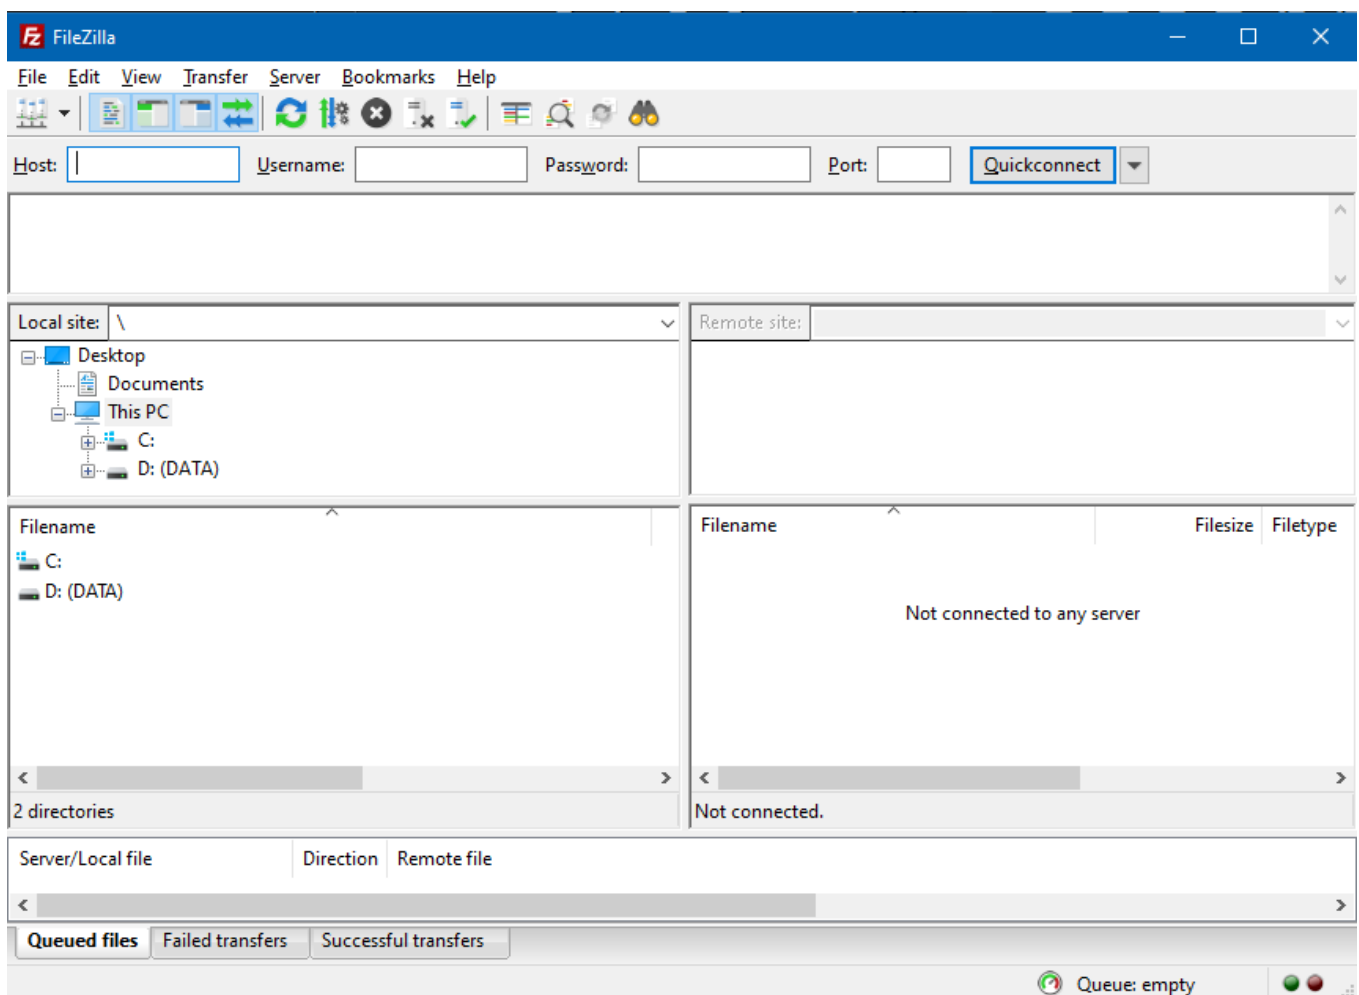 FileZilla
File Edit View Transfer Server Bookmarks Help
Host: Username: Password: Port: Quickconnect
Local site: \
Remote site:
Desktop
Documents
This PC
C:
D: (DATA)
Filename
C:
D: (DATA)
2 directories
Filename Filesize Filetype
Not connected to any server
Not connected.
Server/Local file Direction Remote file
Queued files Failed transfers Successful transfers
Queue: empty